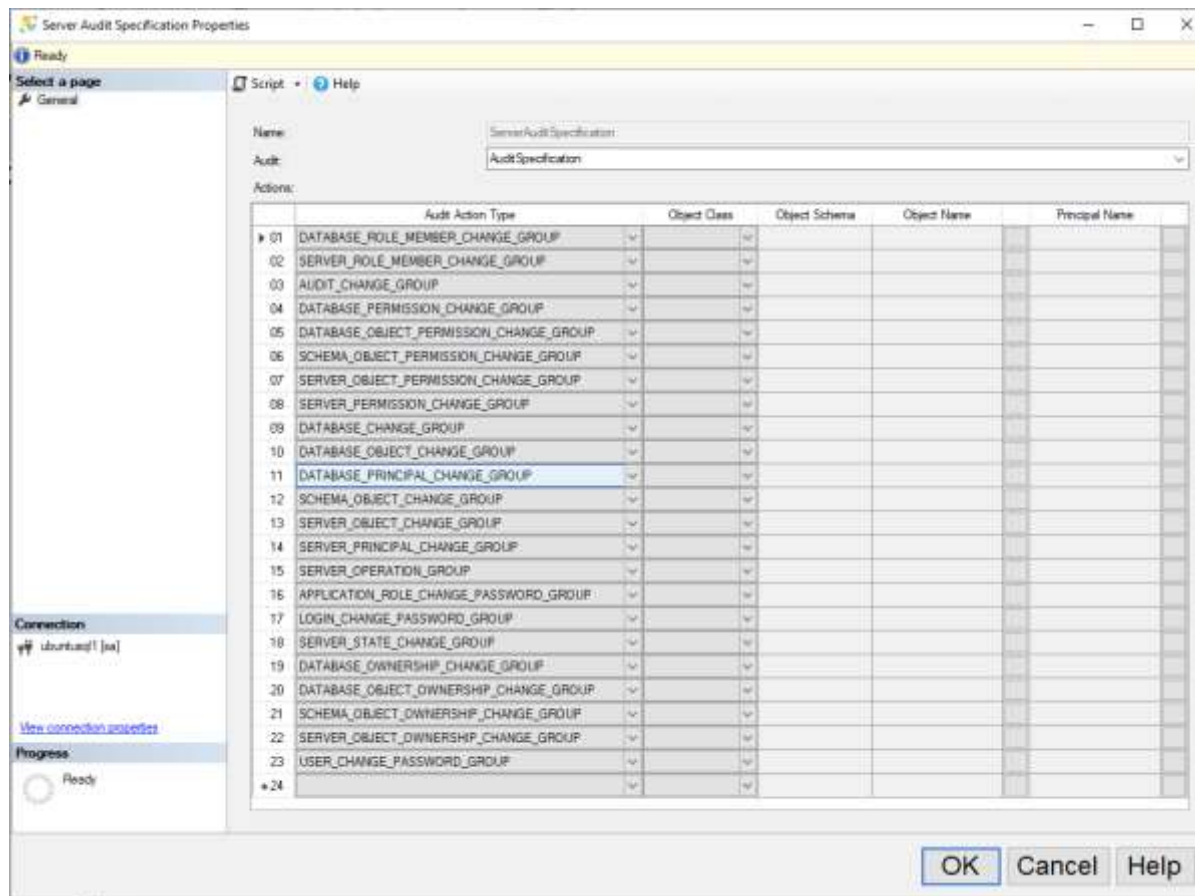 Server Audit Specification Properties
Ready
Select a page
General
Script Help
Name:
ServerAuditSpecification
Audit:
AuditSpecification
Actions:
Audit Action Type Object Class Object Schema Object Name Principal Name
01 DATABASE_ROLE_MEMBER_CHANGE_GROUP
02 SERVER_ROLE_MEMBER_CHANGE_GROUP
03 AUDIT_CHANGE_GROUP
04 DATABASE_PERMISSION_CHANGE_GROUP
05 DATABASE_OBJECT_PERMISSION_CHANGE_GROUP
06 SCHEMA_OBJECT_PERMISSION_CHANGE_GROUP
07 SERVER_OBJECT_PERMISSION_CHANGE_GROUP
08 SERVER_PERMISSION_CHANGE_GROUP
09 DATABASE_CHANGE_GROUP
10 DATABASE_OBJECT_CHANGE_GROUP
11 DATABASE_PRINCIPAL_CHANGE_GROUP
12 SCHEMA_OBJECT_CHANGE_GROUP
13 SERVER_OBJECT_CHANGE_GROUP
14 SERVER_PRINCIPAL_CHANGE_GROUP
15 SERVER_OPERATION_GROUP
16 APPLICATION_ROLE_CHANGE_PASSWORD_GROUP
17 LOGIN_CHANGE_PASSWORD_GROUP
18 SERVER_STATE_CHANGE_GROUP
19 DATABASE_OWNERSHIP_CHANGE_GROUP
20 DATABASE_OBJECT_OWNERSHIP_CHANGE_GROUP
21 SCHEMA_OBJECT_OWNERSHIP_CHANGE_GROUP
22 SERVER_OBJECT_OWNERSHIP_CHANGE_GROUP
23 USER_CHANGE_PASSWORD_GROUP
*24
Connection
ubuntusql1 [sa]
View connection properties
Progress
Ready
OK Cancel Help